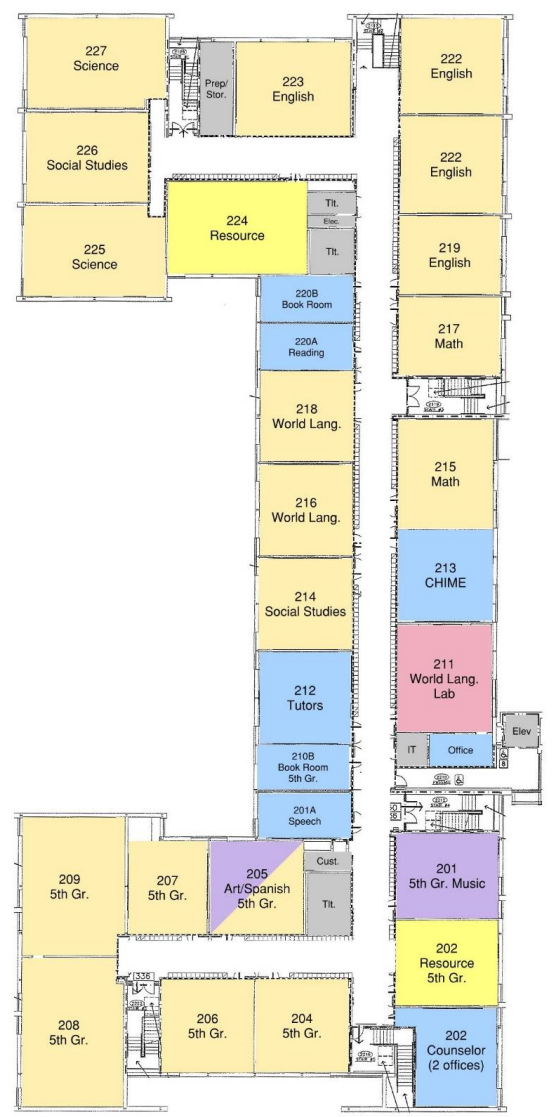 227
Science
Prep/
Stor.
223
English
222
English
226
Social Studies
222
English
224
Resource
Tlt.
Elec.
Tlt.
225
Science
219
English
220B
Book Room
217
Math
220A
Reading
218
World Lang.
215
Math
216
World Lang.
213
CHIME
214
Social Studies
211
World Lang.
Lab
212
Tutors
Elev
IT
Office
210B
Book Room
5th Gr.
201A
Speech
209
5th Gr.
207
5th Gr.
205
Art/Spanish
5th Gr.
Cust.
Tlt.
201
5th Gr. Music
202
Resource
5th Gr.
336
208
5th Gr.
206
5th Gr.
204
5th Gr.
202
Counselor
(2 offices)